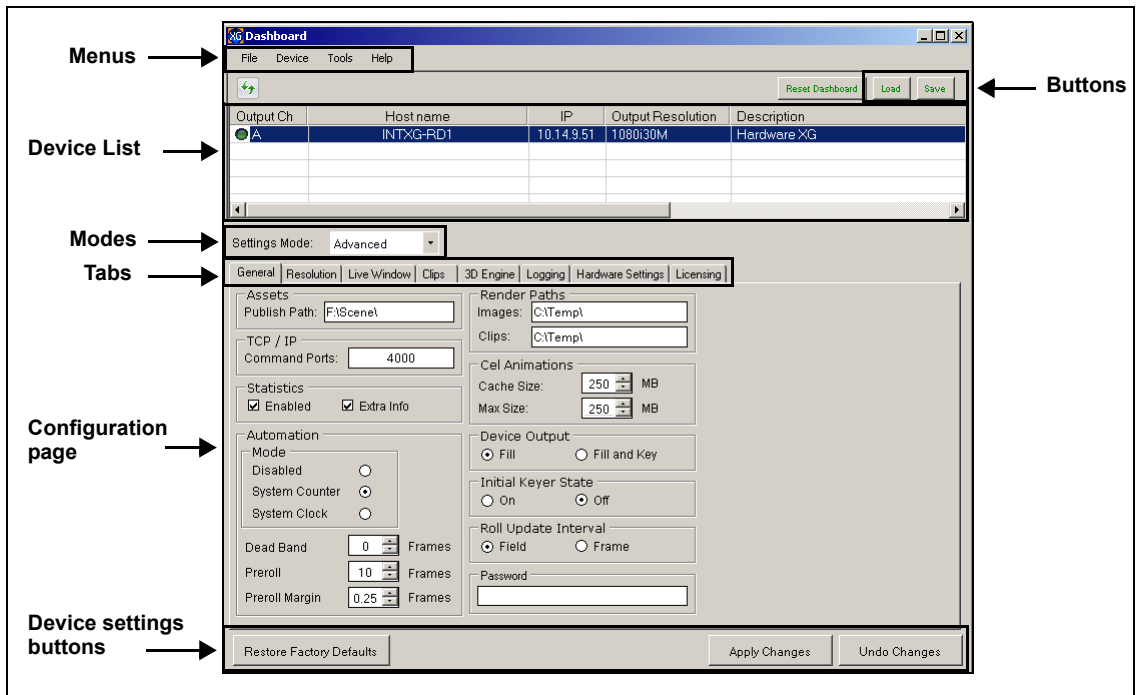 XG Dashboard
Menus
File Device Tools Help
Reset Dashboard Load Save
Buttons
Output Ch Host name IP Output Resolution Description
A INTXG-RD1 10.14.9.51 1080i30M Hardware XG
Device List
Modes
Settings Mode: Advanced
Tabs
General Resolution Live Window Clips 3D Engine Logging Hardware Settings Licensing
Assets
Publish Path: F:\Scene\
TCP / IP
Command Ports: 4000
Statistics
Enabled Extra Info
Configuration
page
Automation
Mode
Disabled
System Counter
System Clock
Dead Band 0 Frames
Preroll 10 Frames
Preroll Margin 0.25 Frames
Render Paths
Images: C:\Temp\
Clips: C:\Temp\
Cel Animations
Cache Size: 250 MB
Max Size: 250 MB
Device Output
Fill Fill and Key
Initial Keyer State
On Off
Roll Update Interval
Field Frame
Password
Device settings
buttons
Restore Factory Defaults Apply Changes Undo Changes